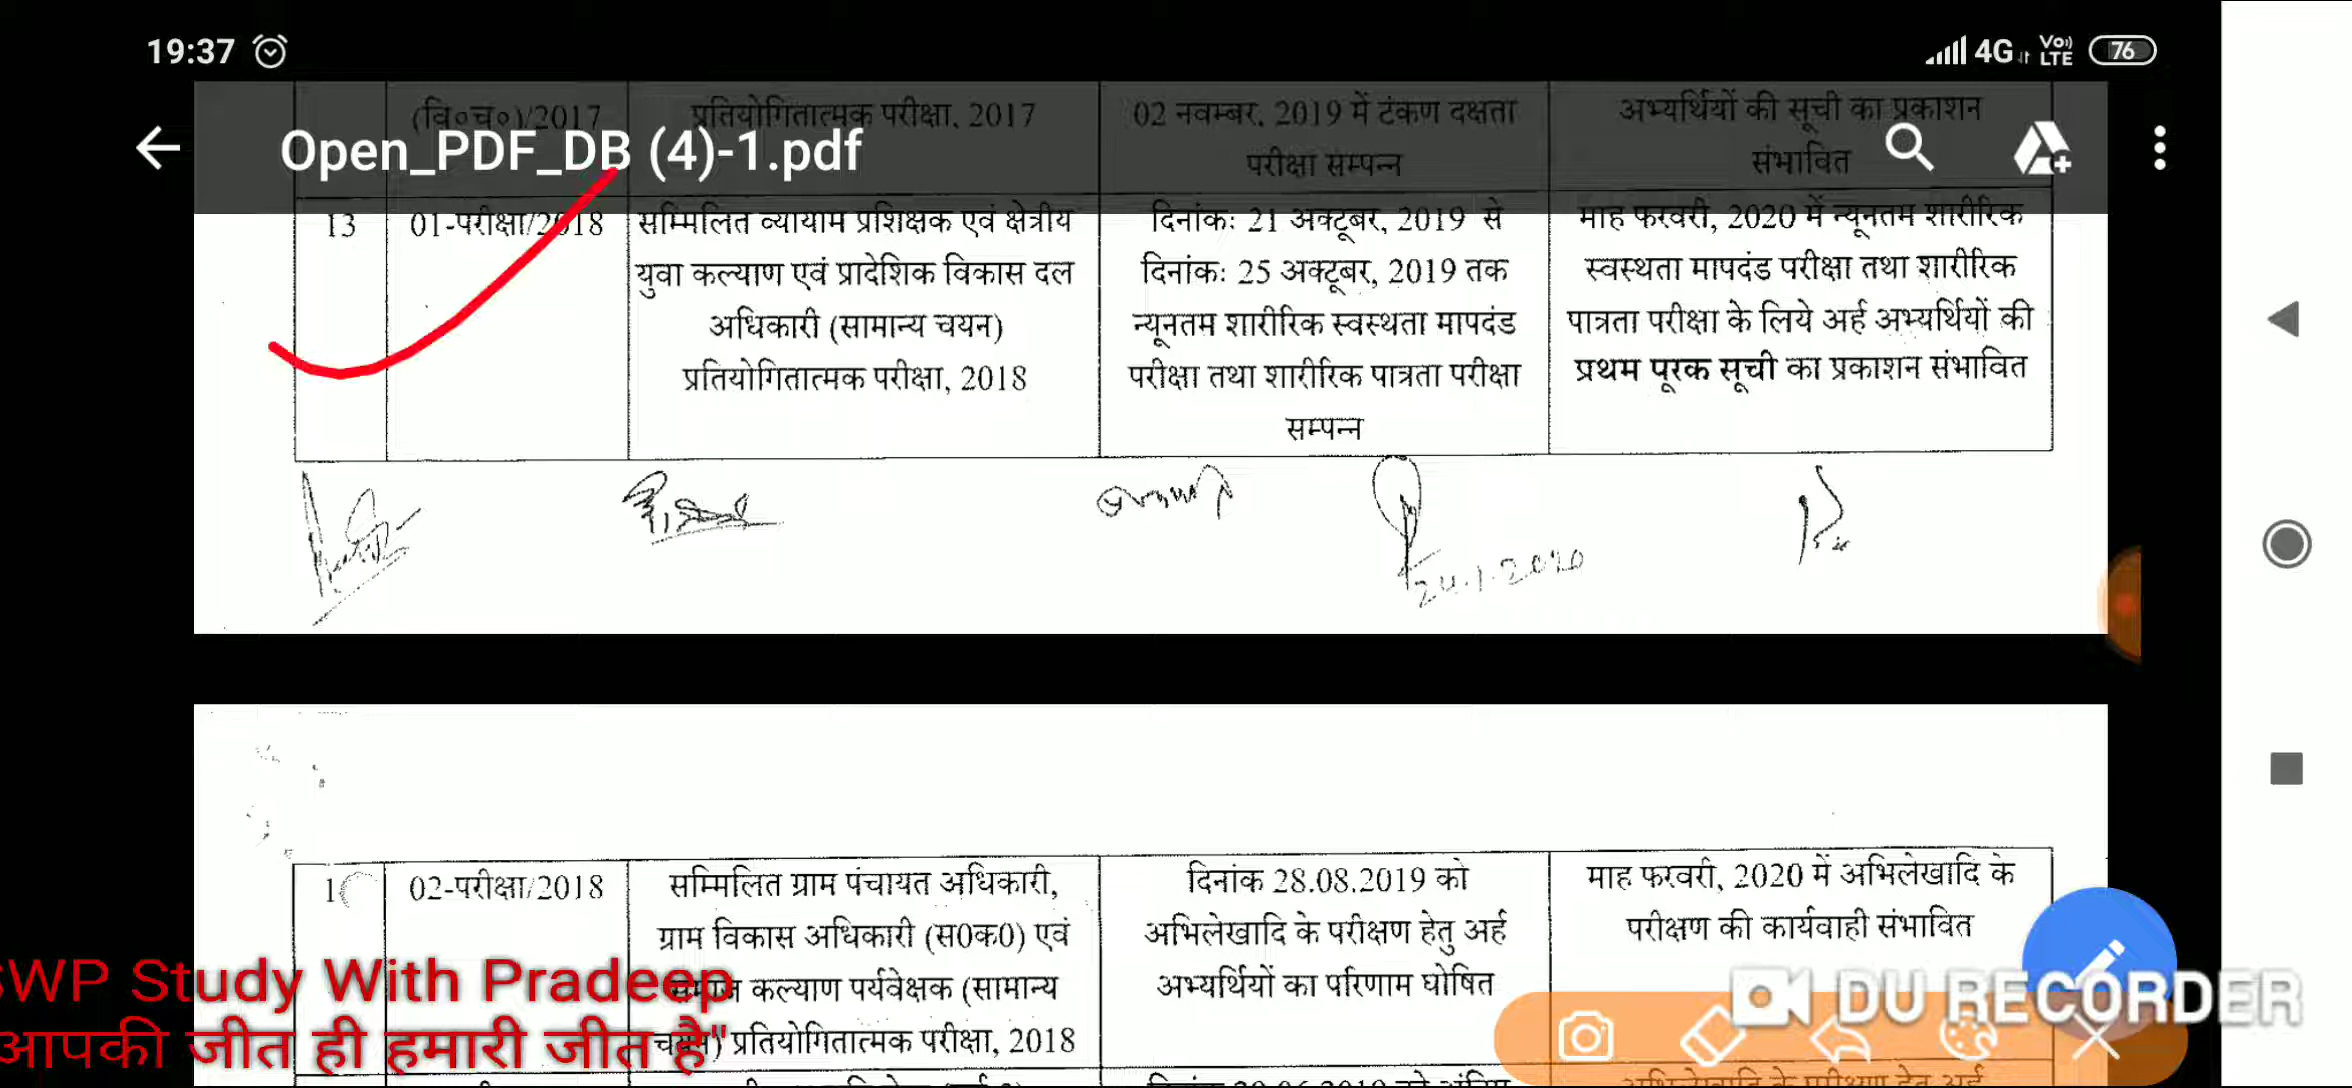 19:37
4G
Vo))
LTE
76
(वि०च०)/2017
प्रतियोगितात्मक परीक्षा, 2017
02 नवम्बर, 2019 में टंकण दक्षता
परीक्षा सम्पन्न
अभ्यर्थियों की सूची का प्रकाशन
संभावित
Open_PDF_DB (4)-1.pdf
13
01-परीक्षा/2018
सम्मिलित व्यायाम प्रशिक्षक एवं क्षेत्रीय
युवा कल्याण एवं प्रादेशिक विकास दल
अधिकारी (सामान्य चयन)
प्रतियोगितात्मक परीक्षा, 2018
दिनांकः 21 अक्टूबर, 2019 से
दिनांकः 25 अक्टूबर, 2019 तक
न्यूनतम शारीरिक स्वस्थता मापदंड
परीक्षा तथा शारीरिक पात्रता परीक्षा
सम्पन्न
माह फरवरी, 2020 में न्यूनतम शारीरिक
स्वस्थता मापदंड परीक्षा तथा शारीरिक
पात्रता परीक्षा के लिये अर्ह अभ्यर्थियों की
प्रथम पूरक सूची का प्रकाशन संभावित
24.1.2020
02-परीक्षा/2018
सम्मिलित ग्राम पंचायत अधिकारी,
ग्राम विकास अधिकारी (स0क0) एवं
समाज कल्याण पर्यवेक्षक (सामान्य
चयन) प्रतियोगितात्मक परीक्षा, 2018
दिनांक 28.08.2019 को
अभिलेखादि के परीक्षण हेतु अर्ह
अभ्यर्थियों का परिणाम घोषित
माह फरवरी, 2020 में अभिलेखादि के
परीक्षण की कार्यवाही संभावित
SWP Study With Pradeep
आपकी जीत ही हमारी जीत है"
DU RECORDER